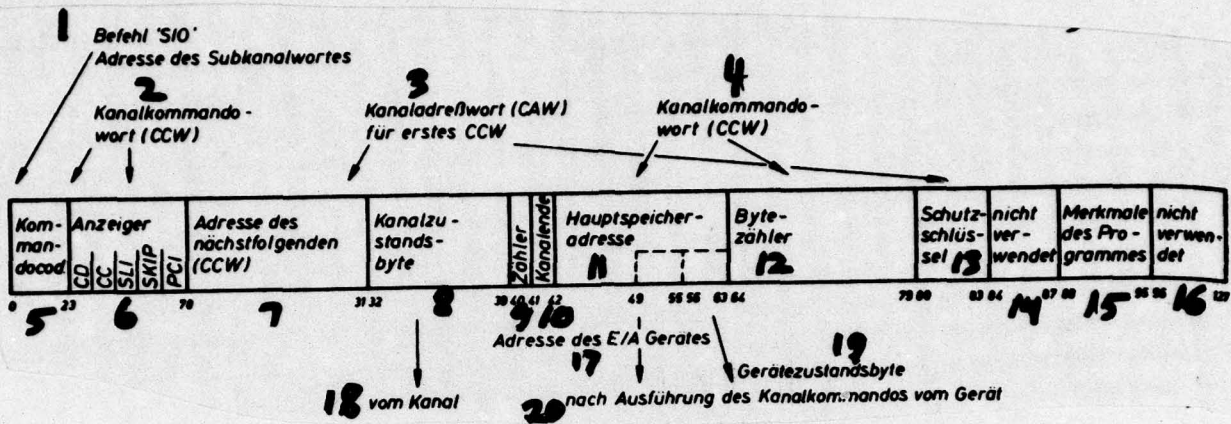 1 Befehl 'SIO'
Adresse des Subkanalwortes
2
Kanalkommando-
wort (CCW)
3
Kanaladreßwort (CAW)
für erstes CCW
4
Kanalkommando-
wort (CCW)
Kom-
man-
docod.
Anzeiger
CD CC SLI SKIP PCI
Adresse des
nächstfolgenden
(CCW)
Kanalzu-
stands-
byte
Zähler
Kanalende
Hauptspeicher-
adresse
11
Byte-
zähler
12
Schutz-
schlüs-
sel 13
nicht
ver-
wendet
Merkmale
des Pro-
grammes
nicht
verwen-
det
0 23 70 31 32 39 40 41 42 49 55 56 63 64 79 80 83 84 87 88 95 96 127
5 6 7 8 9 10 14 15 16
Adresse des E/A Gerätes
17
18 vom Kanal
19
Gerätezustandsbyte
20 nach Ausführung des Kanalkommandos vom Gerät